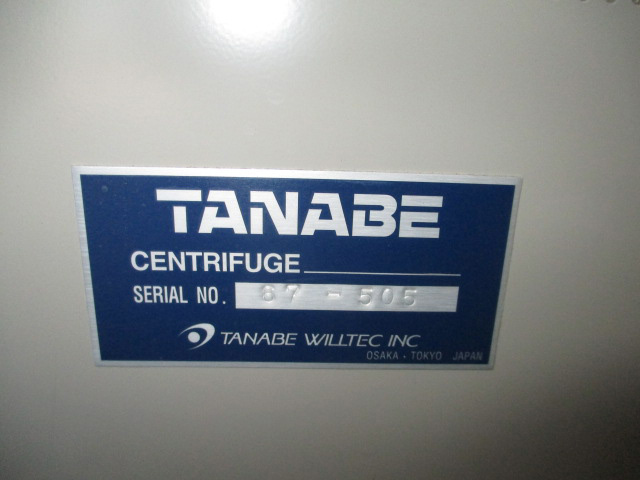 TANABE
CENTRIFUGE
SERIAL NO. 67-505
TANABE WILLTEC INC
OSAKA · TOKYO JAPAN